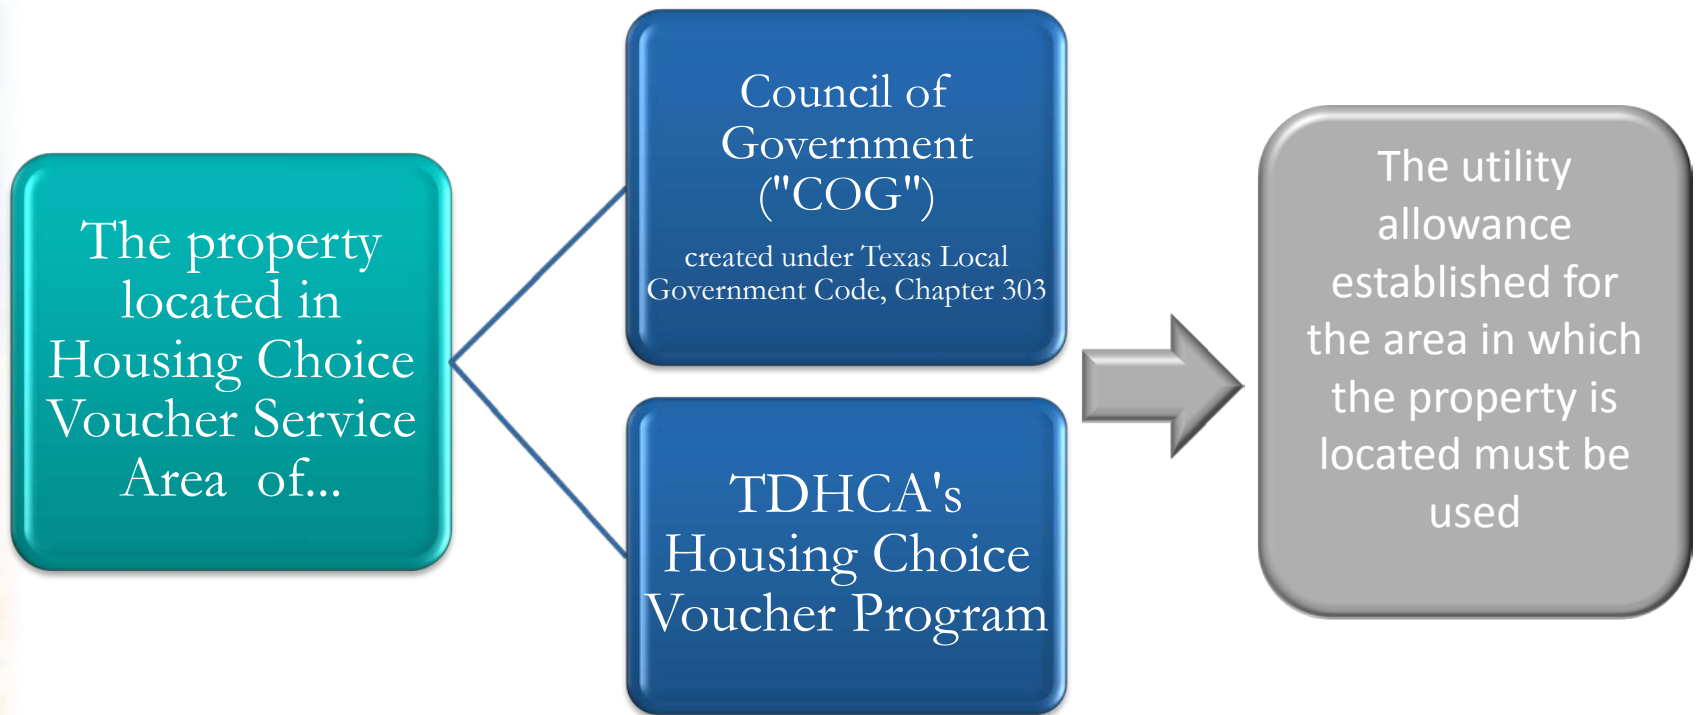 The property
located in
Housing Choice
Voucher Service
Area  of...
Council of
Government
("COG")
created under Texas Local
Government Code, Chapter 303
TDHCA's
Housing Choice
Voucher Program
The utility
allowance
established for
the area in which
the property is
located must be
used